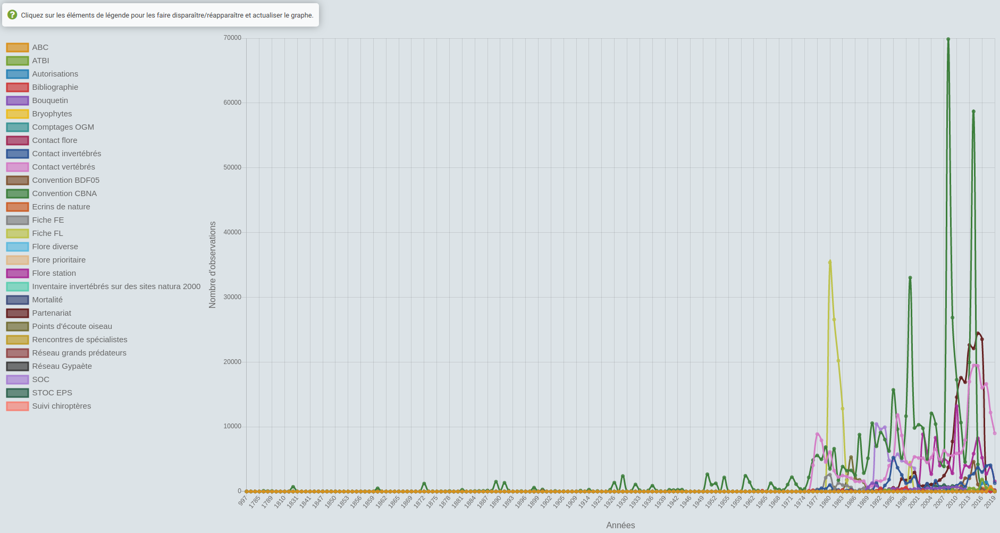 Cliquez sur les éléments de légende pour les faire disparaître/réapparaître et actualiser le graphe.
ABC
ATBI
Autorisations
Bibliographie
Bouquetin
Bryophytes
Comptages OGM
Contact flore
Contact invertébrés
Contact vertébrés
Convention BDF05
Convention CBNA
Ecrins de nature
Fiche FE
Fiche FL
Flore diverse
Flore prioritaire
Flore station
Inventaire invertébrés sur des sites natura 2000
Mortalité
Partenariat
Points d'écoute oiseau
Rencontres de spécialistes
Réseau grands prédateurs
Réseau Gypaète
SOC
STOC EPS
Suivi chiroptères
Nombre d'observations
70000
60000
50000
40000
30000
20000
10000
0
997 1785 1789 1810 1831 1841 1847 1850 1853 1856 1859 1862 1865 1869 1872 1875 1878 1881 1884 1887 1890 1893 1896 1899 1902 1905 1909 1914 1923 1926 1930 1933 1936 1939 1942 1946 1949 1952 1955 1959 1962 1965 1968 1971 1974 1977 1980 1983 1986 1989 1992 1995 1998 2001 2004 2007 2010 2013 2016 2019
Années